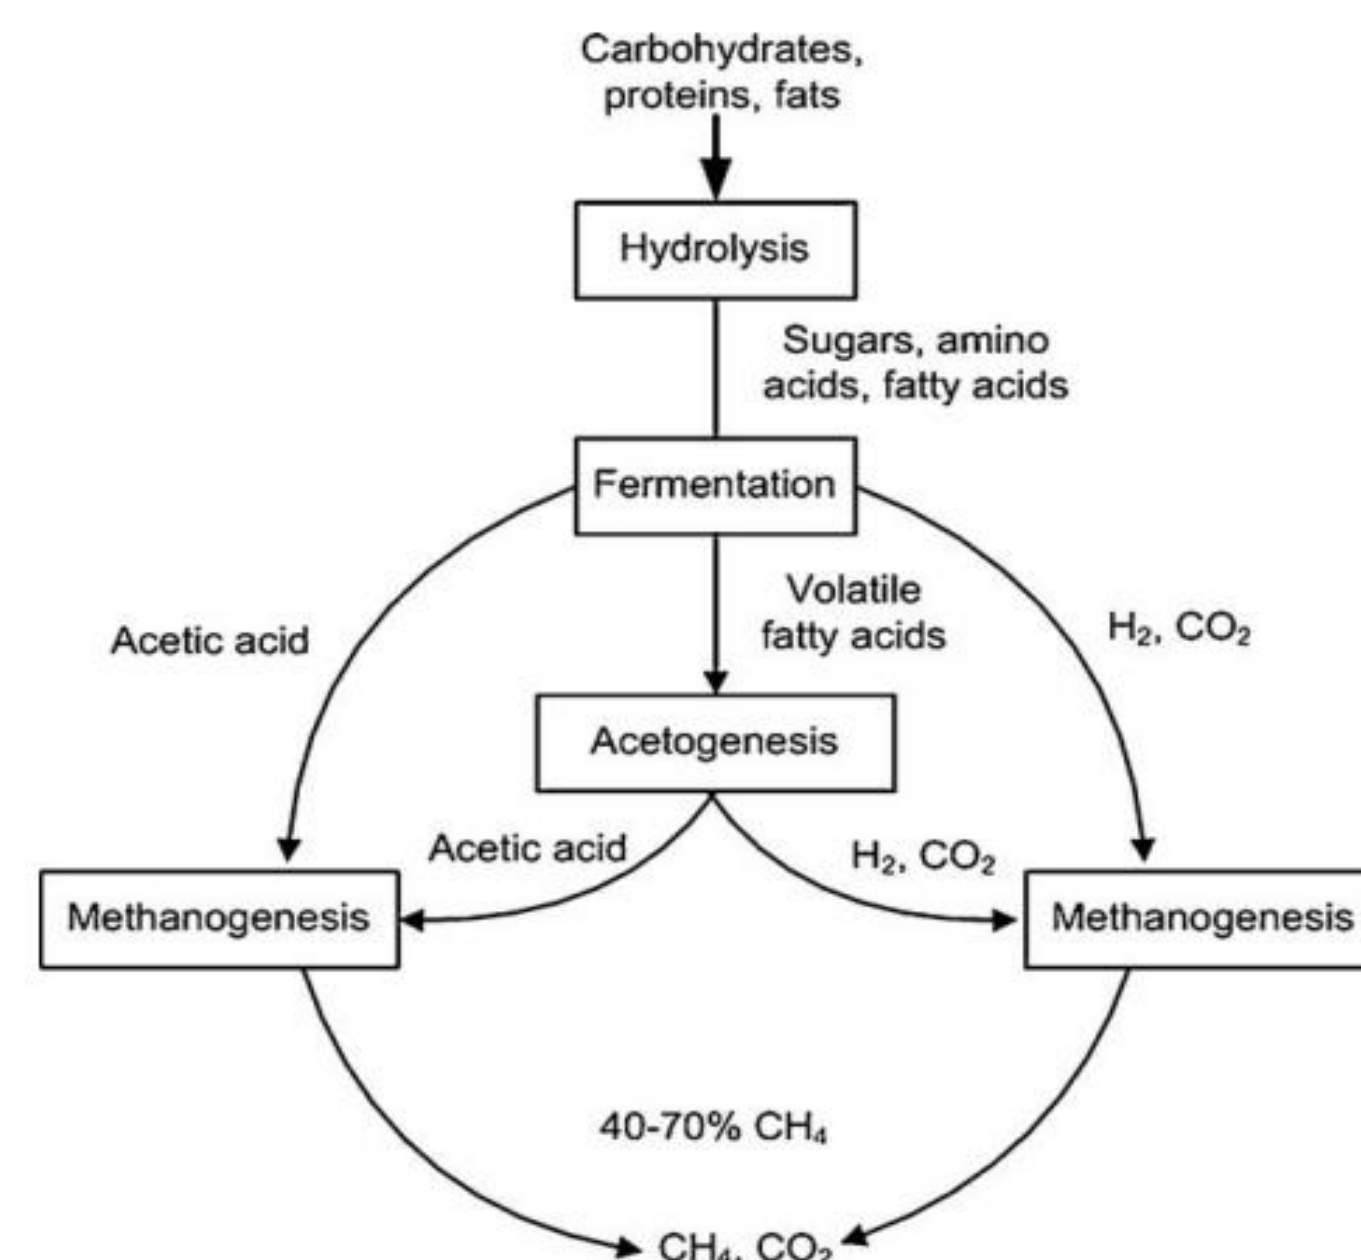 Carbohydrates,
proteins, fats
Hydrolysis
Sugars, amino
acids, fatty acids
Fermentation
Volatile
fatty acids
Acetic acid
H₂, CO₂
Acetogenesis
Acetic acid
H₂, CO₂
Methanogenesis
Methanogenesis
40-70% CH₄
CH₄, CO₂